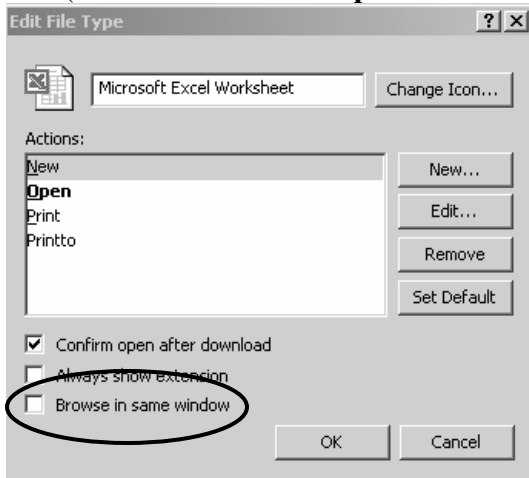 Edit File Type
Microsoft Excel Worksheet
Change Icon...
Actions:
New
Open
Print
Printto
New...
Edit...
Remove
Set Default
Confirm open after download
Always show extension
Browse in same window
OK
Cancel